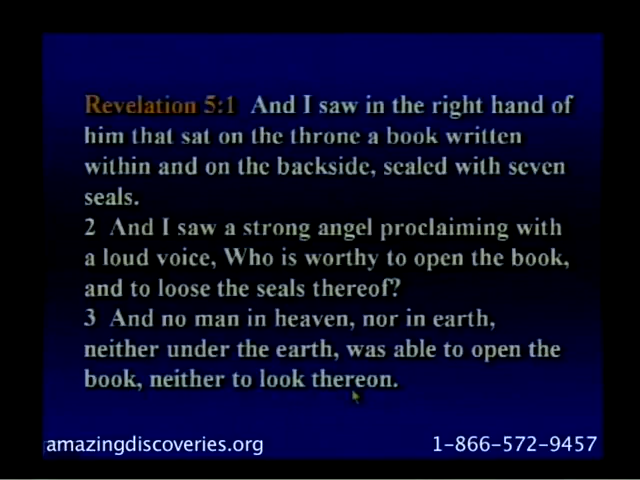 Revelation 5:1 And I saw in the right hand of
him that sat on the throne a book written
within and on the backside, sealed with seven
seals.
2 And I saw a strong angel proclaiming with
a loud voice, Who is worthy to open the book,
and to loose the seals thereof?
3 And no man in heaven, nor in earth,
neither under the earth, was able to open the
book, neither to look thereon.
amazingdiscoveries.org 1-866-572-9457